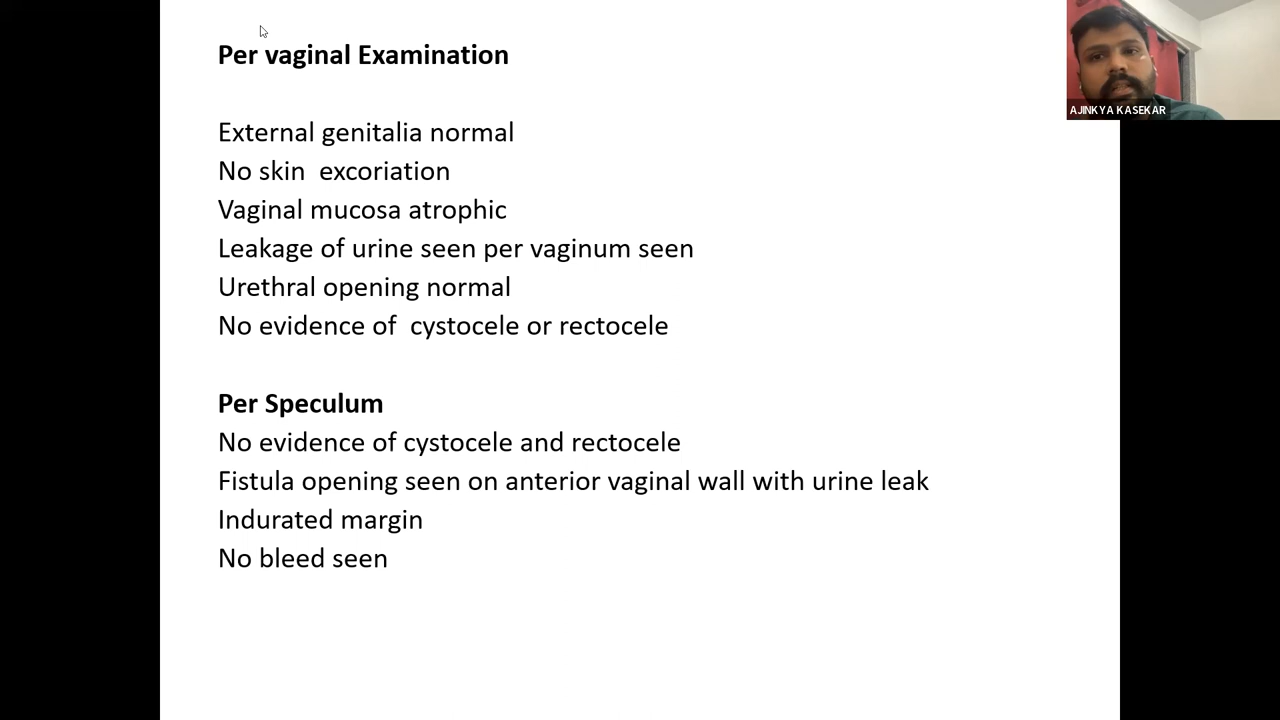 Per vaginal Examination
AJINKYA KASEKAR
External genitalia normal
No skin  excoriation
Vaginal mucosa atrophic
Leakage of urine seen per vaginum seen
Urethral opening normal
No evidence of  cystocele or rectocele
Per Speculum
No evidence of cystocele and rectocele
Fistula opening seen on anterior vaginal wall with urine leak
Indurated margin
No bleed seen